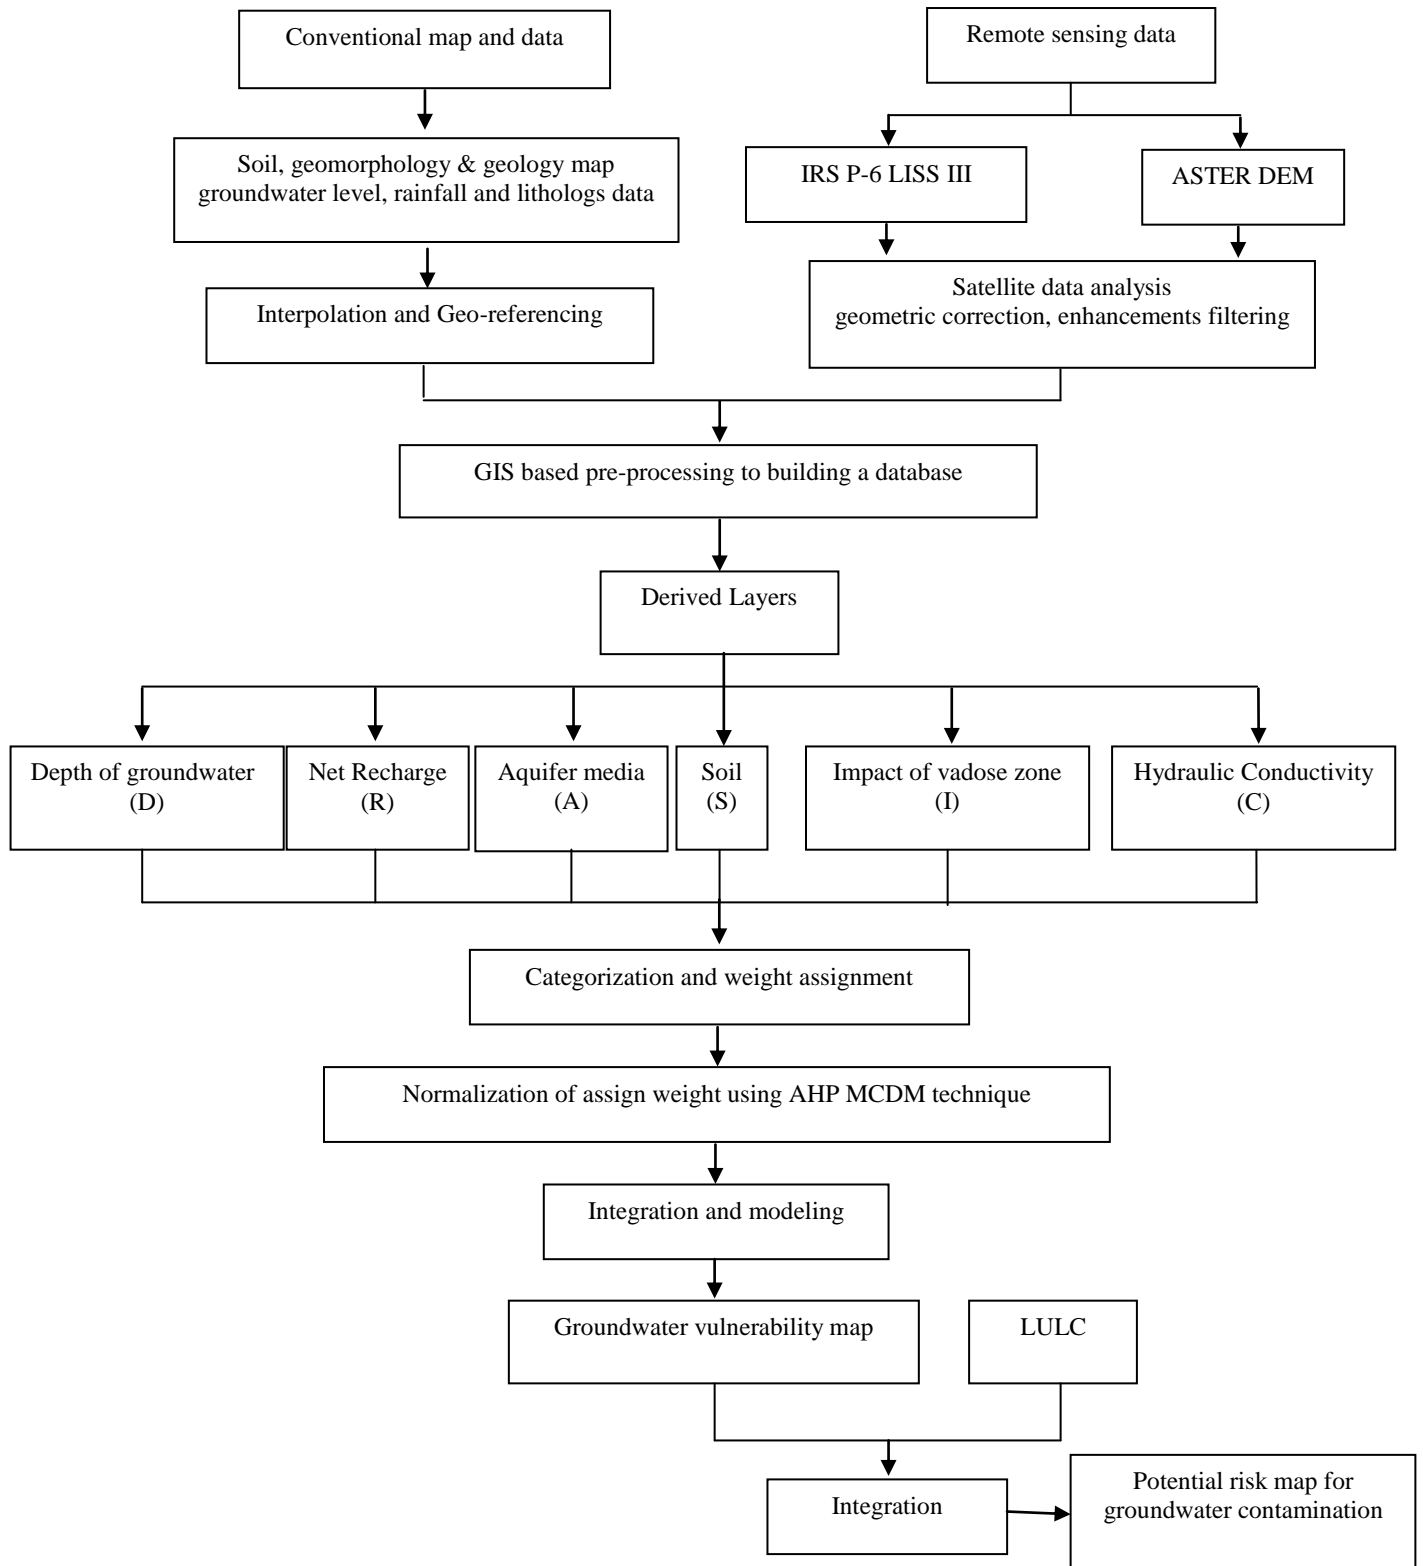 Conventional map and data
Remote sensing data
Soil, geomorphology & geology map
groundwater level, rainfall and lithologs data
IRS P-6 LISS III
ASTER DEM
Interpolation and Geo-referencing
Satellite data analysis
geometric correction, enhancements filtering
GIS based pre-processing to building a database
Derived Layers
Depth of groundwater
(D)
Net Recharge
(R)
Aquifer media
(A)
Soil
(S)
Impact of vadose zone
(I)
Hydraulic Conductivity
(C)
Categorization and weight assignment
Normalization of assign weight using AHP MCDM technique
Integration and modeling
Groundwater vulnerability map
LULC
Integration
Potential risk map for
groundwater contamination